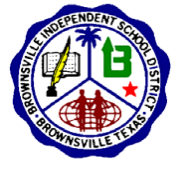 BROWNSVILLE INDEPENDENT SCHOOL DISTRICT
BROWNSVILLE TEXAS
B